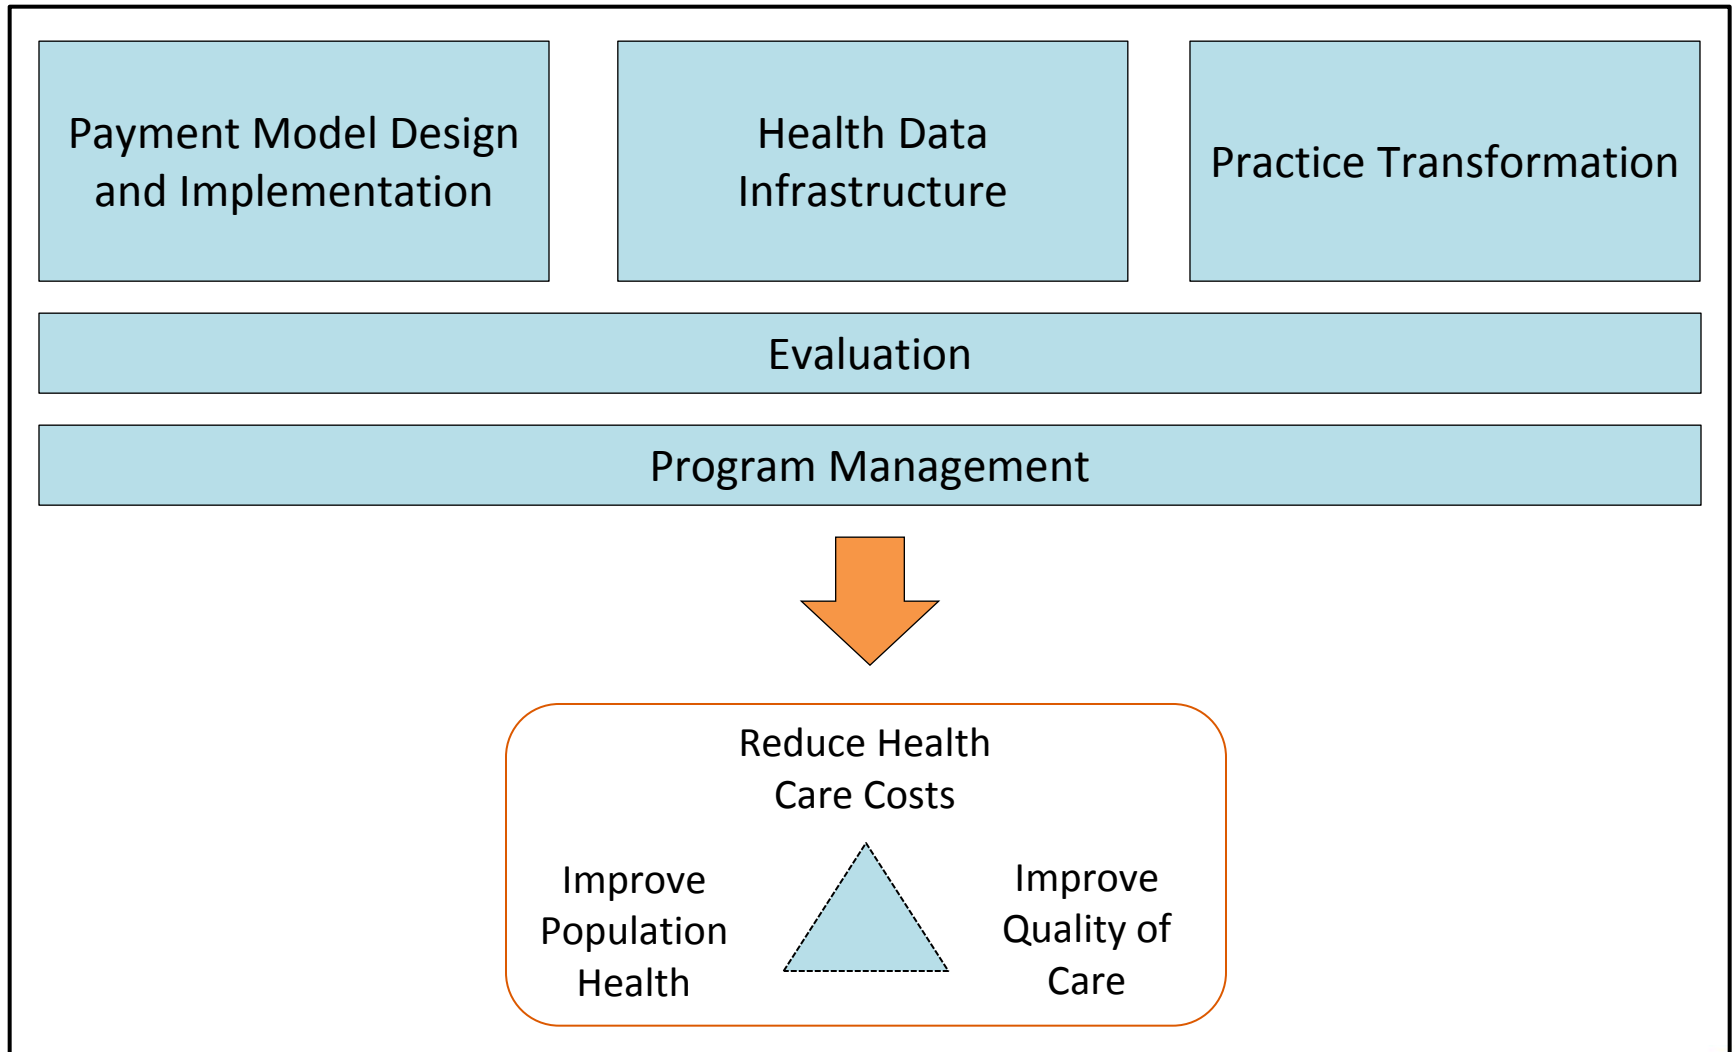 Payment Model Design
and Implementation
Health Data
Infrastructure
Practice Transformation
Evaluation
Program Management
Reduce Health
Care Costs
Improve
Population
Health
Improve
Quality of
Care